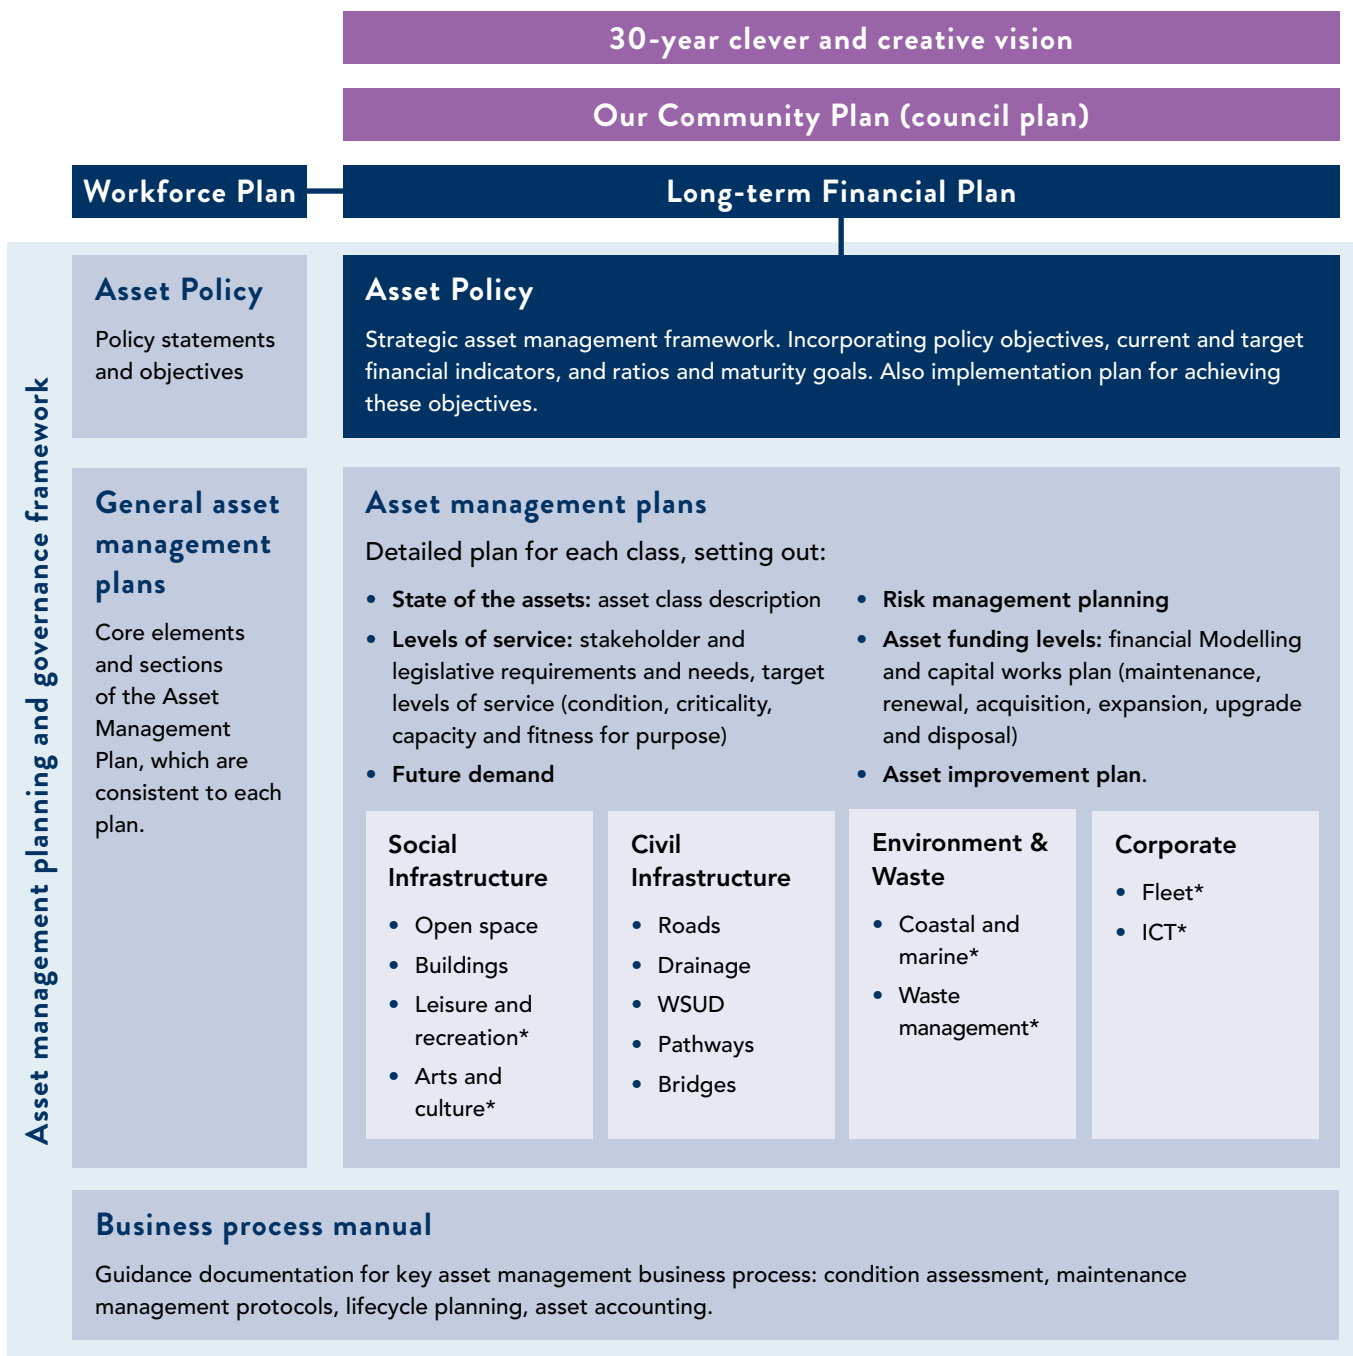 30-year clever and creative vision
Our Community Plan (council plan)
Workforce Plan
Long-term Financial Plan
Asset management planning and governance framework
Asset Policy
Policy statements
and objectives
Asset Policy
Strategic asset management framework. Incorporating policy objectives, current and target
financial indicators, and ratios and maturity goals. Also implementation plan for achieving
these objectives.
General asset
management
plans
Core elements
and sections
of the Asset
Management
Plan, which are
consistent to each
plan.
Asset management plans
Detailed plan for each class, setting out:
• State of the assets: asset class description
• Levels of service: stakeholder and
legislative requirements and needs, target
levels of service (condition, criticality,
capacity and fitness for purpose)
• Future demand
• Risk management planning
• Asset funding levels: financial Modelling
and capital works plan (maintenance,
renewal, acquisition, expansion, upgrade
and disposal)
• Asset improvement plan.
Social
Infrastructure
• Open space
• Buildings
• Leisure and
recreation*
• Arts and
culture*
Civil
Infrastructure
• Roads
• Drainage
• WSUD
• Pathways
• Bridges
Environment &
Waste
• Coastal and
marine*
• Waste
management*
Corporate
• Fleet*
• ICT*
Business process manual
Guidance documentation for key asset management business process: condition assessment, maintenance
management protocols, lifecycle planning, asset accounting.